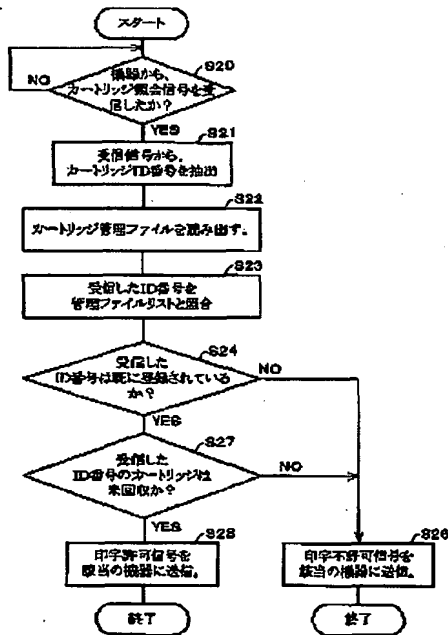 スタート
S20
機器から、
カートリッジ照会信号を受
信したか?
NO
YES
S21
受信信号から、
カートリッジID番号を抽出
S22
カートリッジ管理ファイルを読み出す。
S23
受信したID番号を
管理ファイルリストと照合
S24
受信した
ID番号は既に登録されている
か?
NO
YES
S27
受信した
ID番号のカートリッジは
未回収か?
NO
YES
S28
印字許可信号を
該当の機器に送信。
S26
印字不許可信号を
該当の機器に送信。
終了
終了